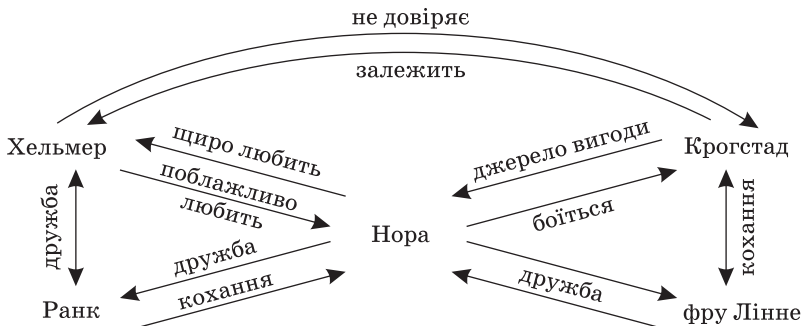 не довіряє
залежить
Хельмер
Крогстад
щиро любить
поблажливо
любить
джерело вигоди
боїться
дружба
кохання
Нора
дружба
кохання
дружба
Ранк
фру Лінне